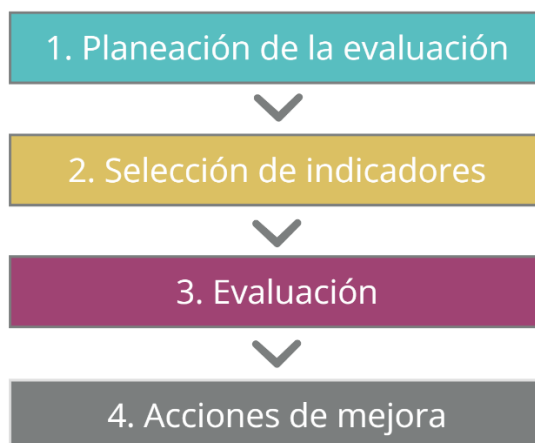 1. Planeación de la evaluación
2. Selección de indicadores
3. Evaluación
4. Acciones de mejora